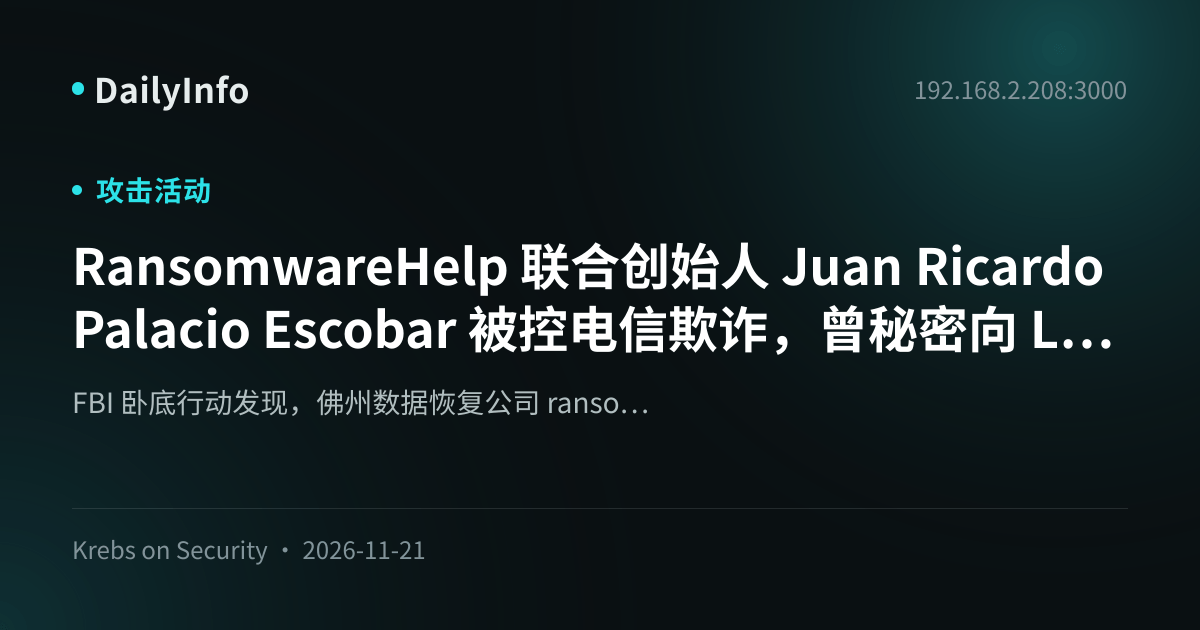 DailyInfo
192.168.2.208:3000
攻击活动
RansomwareHelp 联合创始人 Juan Ricardo
Palacio Escobar 被控电信欺诈，曾秘密向 L…
FBI 卧底行动发现，佛州数据恢复公司 ranso…
Krebs on Security · 2026-11-21